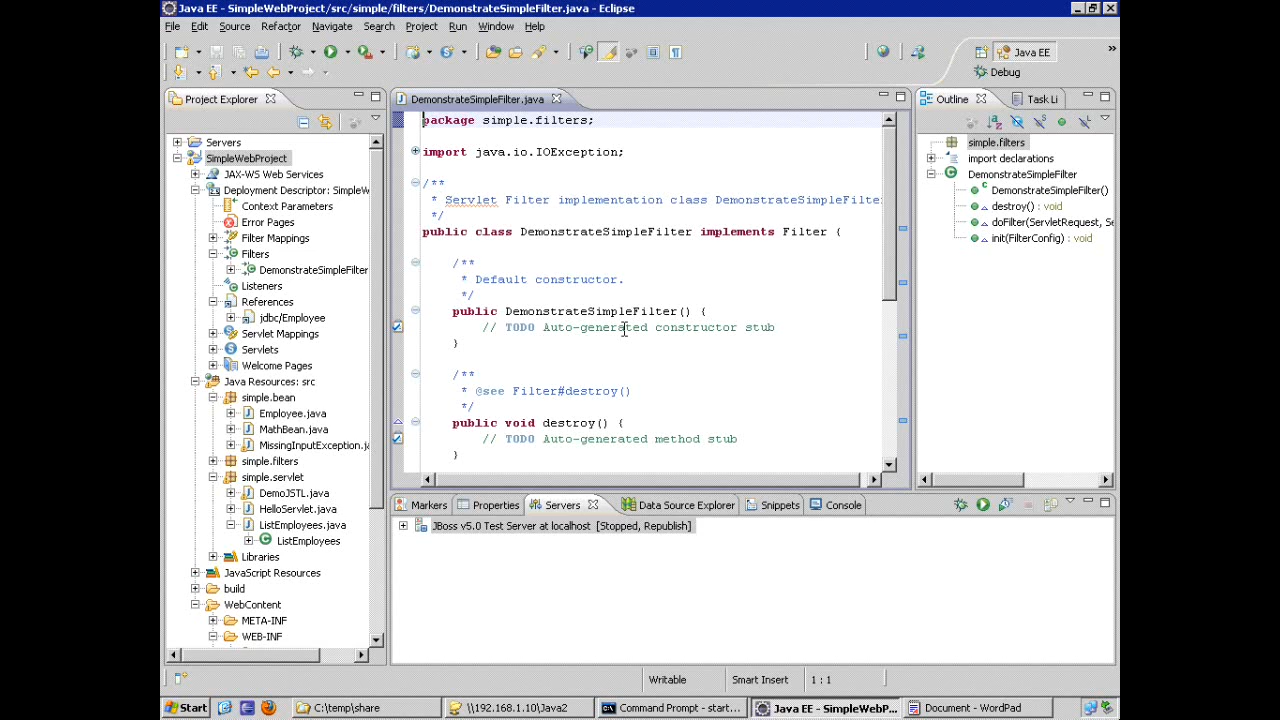 Java EE - SimpleWebProject/src/simple/filters/DemonstrateSimpleFilter.java - Eclipse
File Edit Source Refactor Navigate Search Project Run Window Help
Java EE
Debug
Project Explorer
Servers
SimpleWebProject
JAX-WS Web Services
Deployment Descriptor: SimpleW
Context Parameters
Error Pages
Filter Mappings
Filters
DemonstrateSimpleFilter
Listeners
References
jdbc/Employee
Servlet Mappings
Servlets
Welcome Pages
Java Resources: src
simple.bean
Employee.java
MathBean.java
MissingInputException.ja
simple.filters
simple.servlet
DemoJSTL.java
HelloServlet.java
ListEmployees.java
ListEmployees
Libraries
JavaScript Resources
build
WebContent
META-INF
WEB-INF
DemonstrateSimpleFilter.java
package simple.filters;
import java.io.IOException;
/**
* Servlet Filter implementation class DemonstrateSimpleFilter
*/
public class DemonstrateSimpleFilter implements Filter {
/**
* Default constructor.
*/
public DemonstrateSimpleFilter() {
// TODO Auto-generated constructor stub
}
/**
* @see Filter#destroy()
*/
public void destroy() {
// TODO Auto-generated method stub
}
Outline Task Li
simple.filters
import declarations
DemonstrateSimpleFilter
DemonstrateSimpleFilter()
destroy() : void
doFilter(ServletRequest, Se
init(FilterConfig) : void
Markers Properties Servers Data Source Explorer Snippets Console
JBoss v5.0 Test Server at localhost [Stopped, Republish]
Writable Smart Insert 1 : 1
Start C:\temp\share \\192.168.1.10\Java2 Command Prompt - start... Java EE - SimpleWebP... Document - WordPad